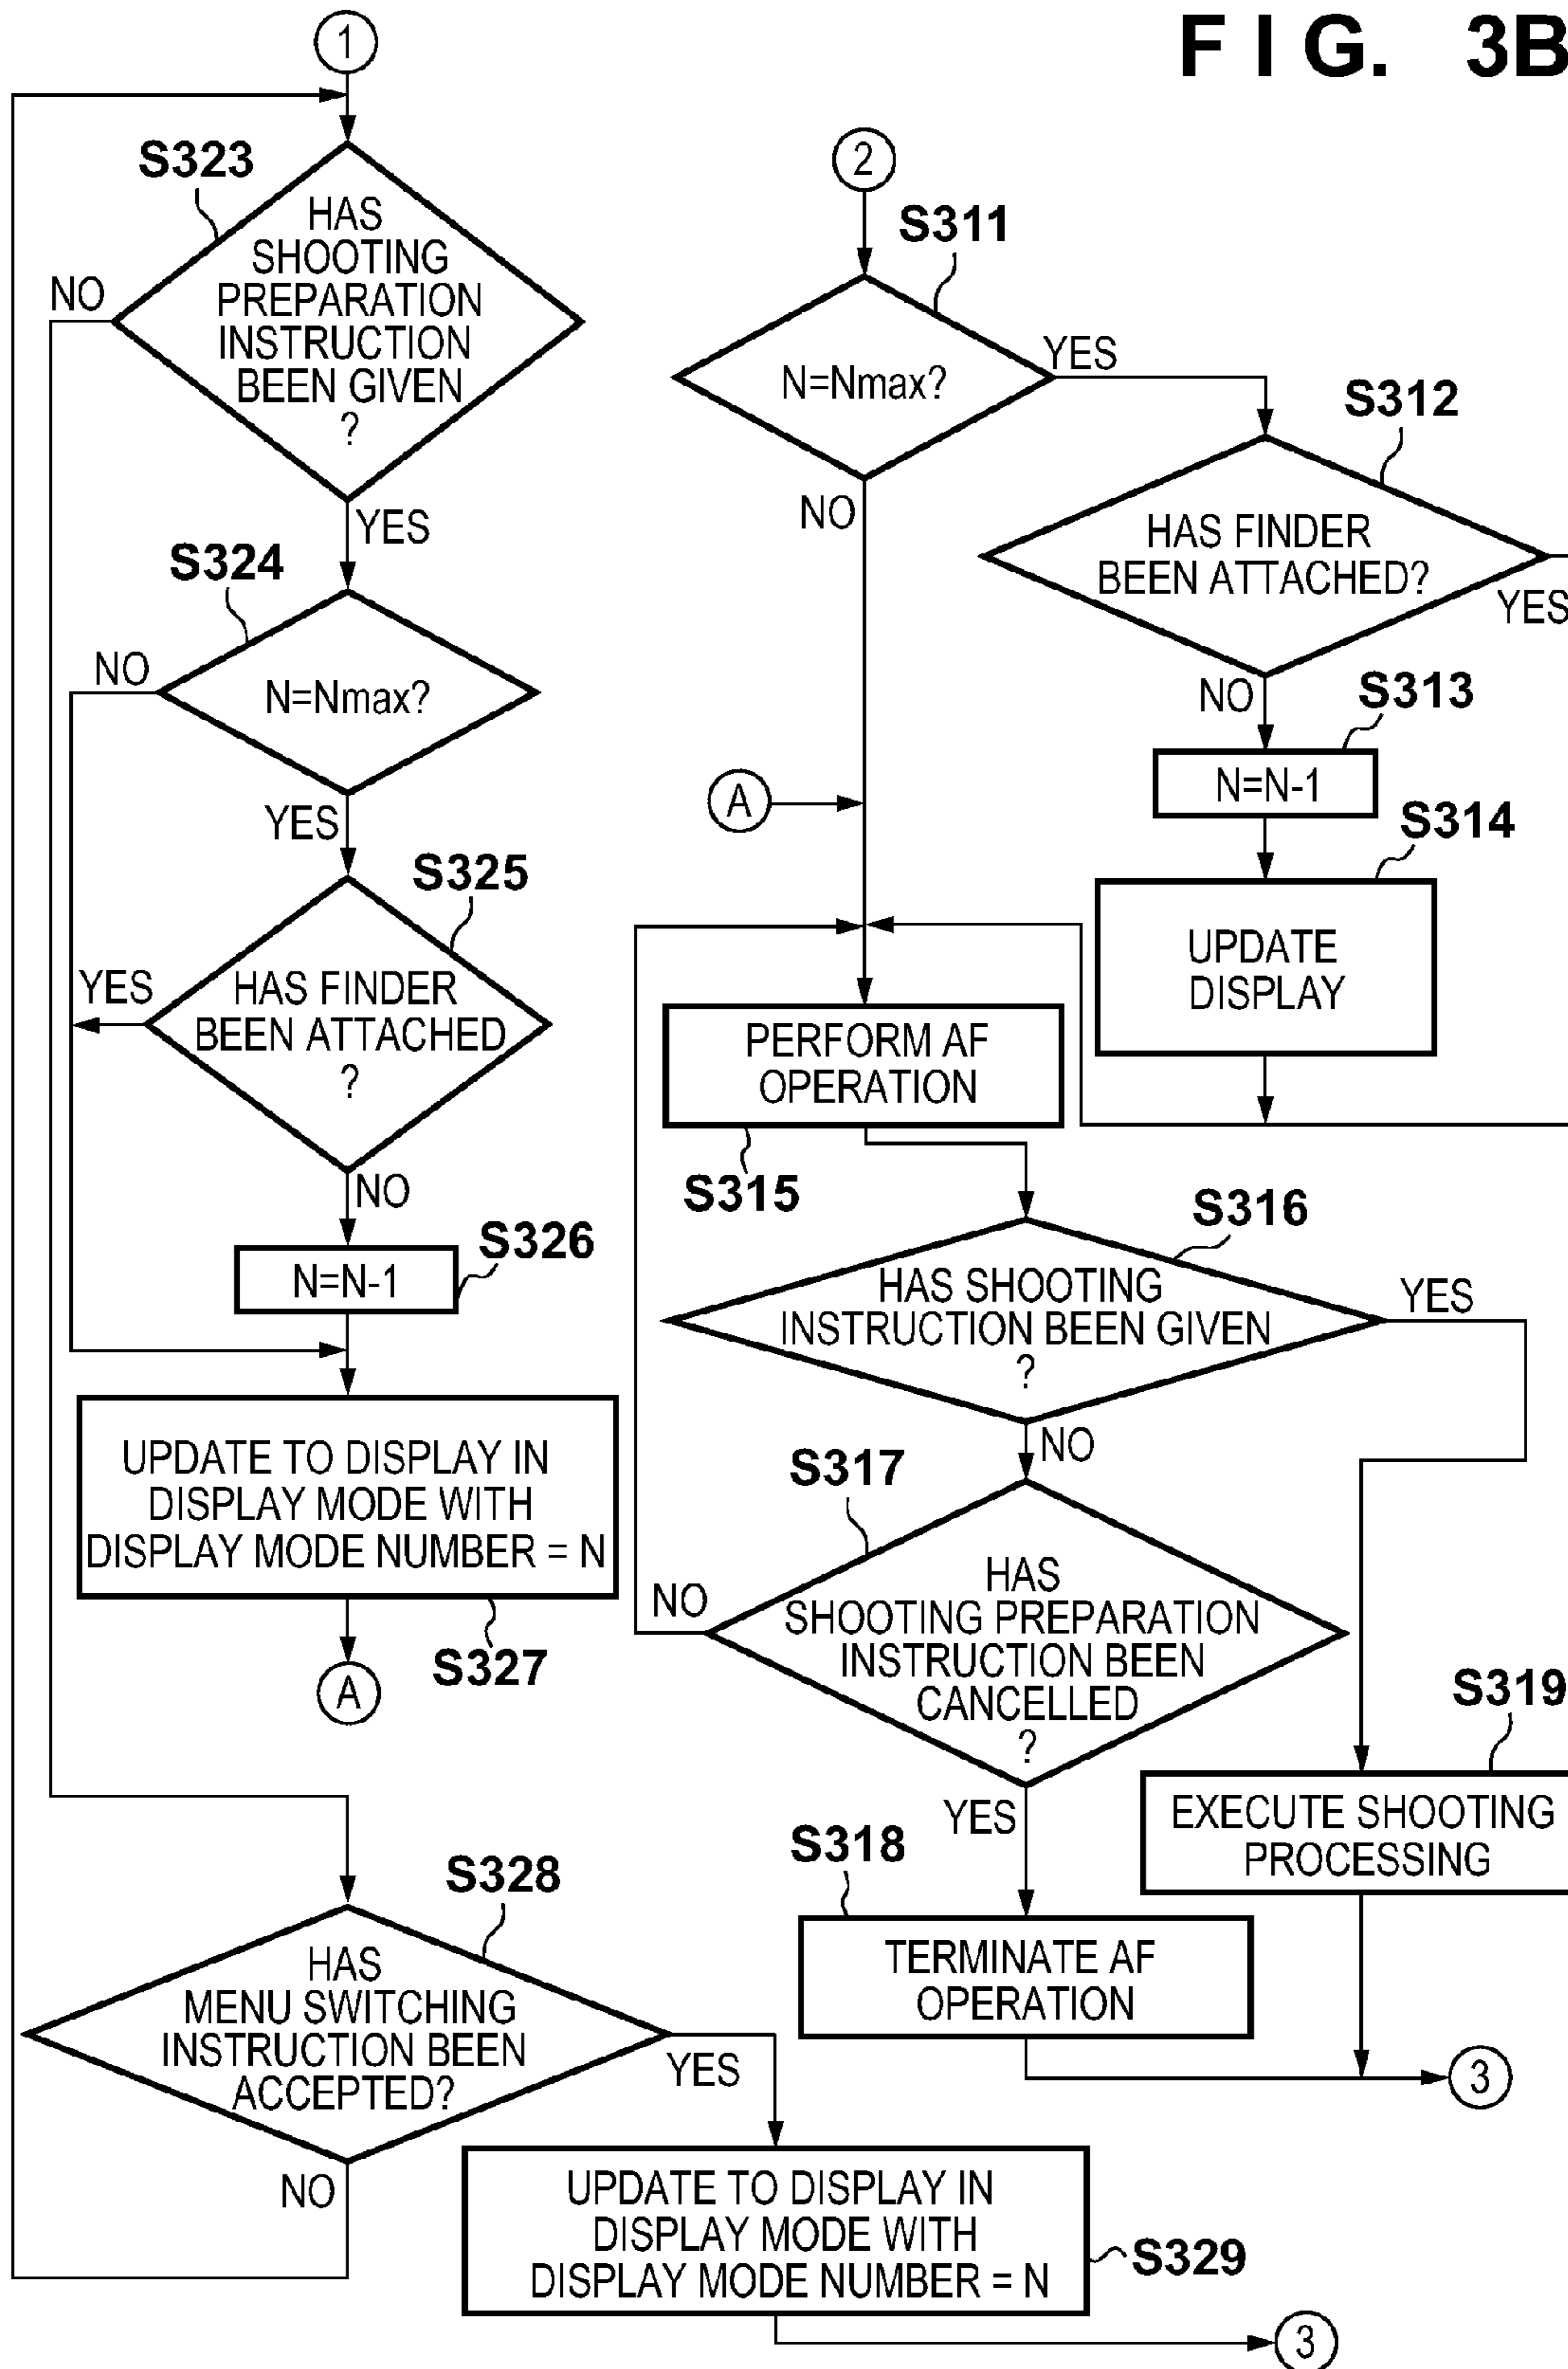 FIG. 3B
1
S323
HAS
SHOOTING
PREPARATION
INSTRUCTION
BEEN GIVEN
?
NO
YES
S324
N=Nmax?
NO
YES
S325
HAS FINDER
BEEN ATTACHED
?
YES
NO
S326
N=N-1
UPDATE TO DISPLAY IN
DISPLAY MODE WITH
DISPLAY MODE NUMBER = N
S327
A
S328
HAS
MENU SWITCHING
INSTRUCTION BEEN
ACCEPTED?
YES
NO
UPDATE TO DISPLAY IN
DISPLAY MODE WITH
DISPLAY MODE NUMBER = N
S329
3
2
S311
N=Nmax?
YES
NO
S312
HAS FINDER
BEEN ATTACHED?
YES
NO
S313
N=N-1
S314
UPDATE
DISPLAY
A
PERFORM AF
OPERATION
S315
S316
HAS SHOOTING
INSTRUCTION BEEN GIVEN
?
YES
NO
S317
HAS
SHOOTING PREPARATION
INSTRUCTION BEEN
CANCELLED
?
NO
YES
S318
TERMINATE AF
OPERATION
S319
EXECUTE SHOOTING
PROCESSING
3